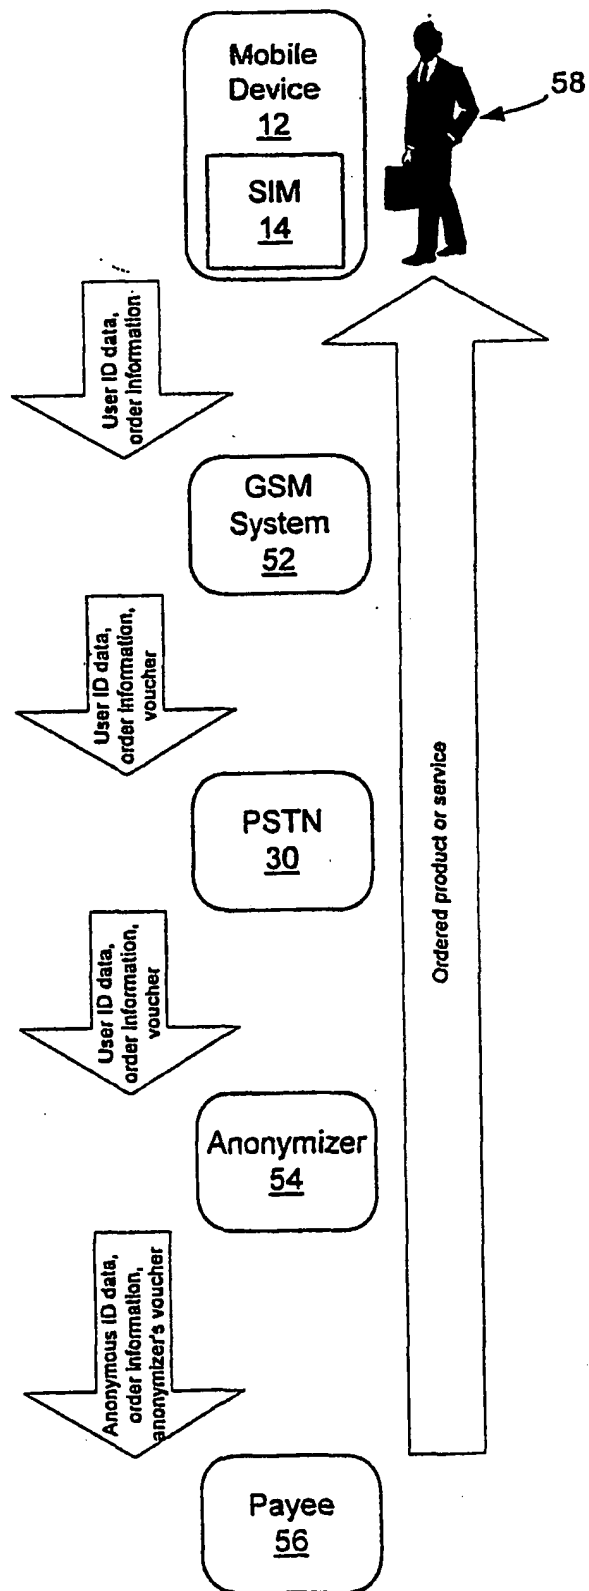 Mobile
Device
12
58
SIM
14
User ID data,
order information
GSM
System
52
User ID data,
order information,
voucher
PSTN
30
Ordered product or service
User ID data,
order information,
voucher
Anonymizer
54
Anonymous ID data,
order information,
anonymizer's voucher
Payee
56